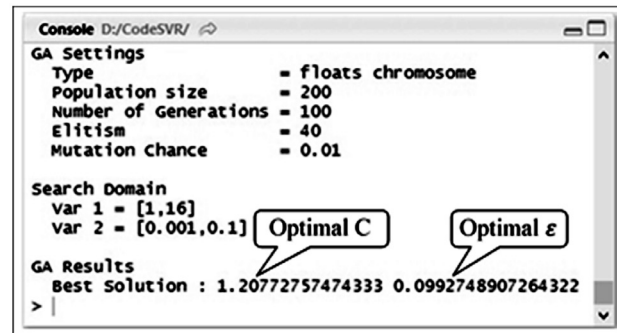 Console D:/CodeSVR/
GA Settings
Type = floats chromosome
Population size = 200
Number of Generations = 100
Elitism = 40
Mutation Chance = 0.01
Search Domain
Var 1 = [1,16]
Var 2 = [0.001,0.1]
Optimal C
Optimal ε
GA Results
Best Solution : 1.20772757474333 0.0992748907264322
> |